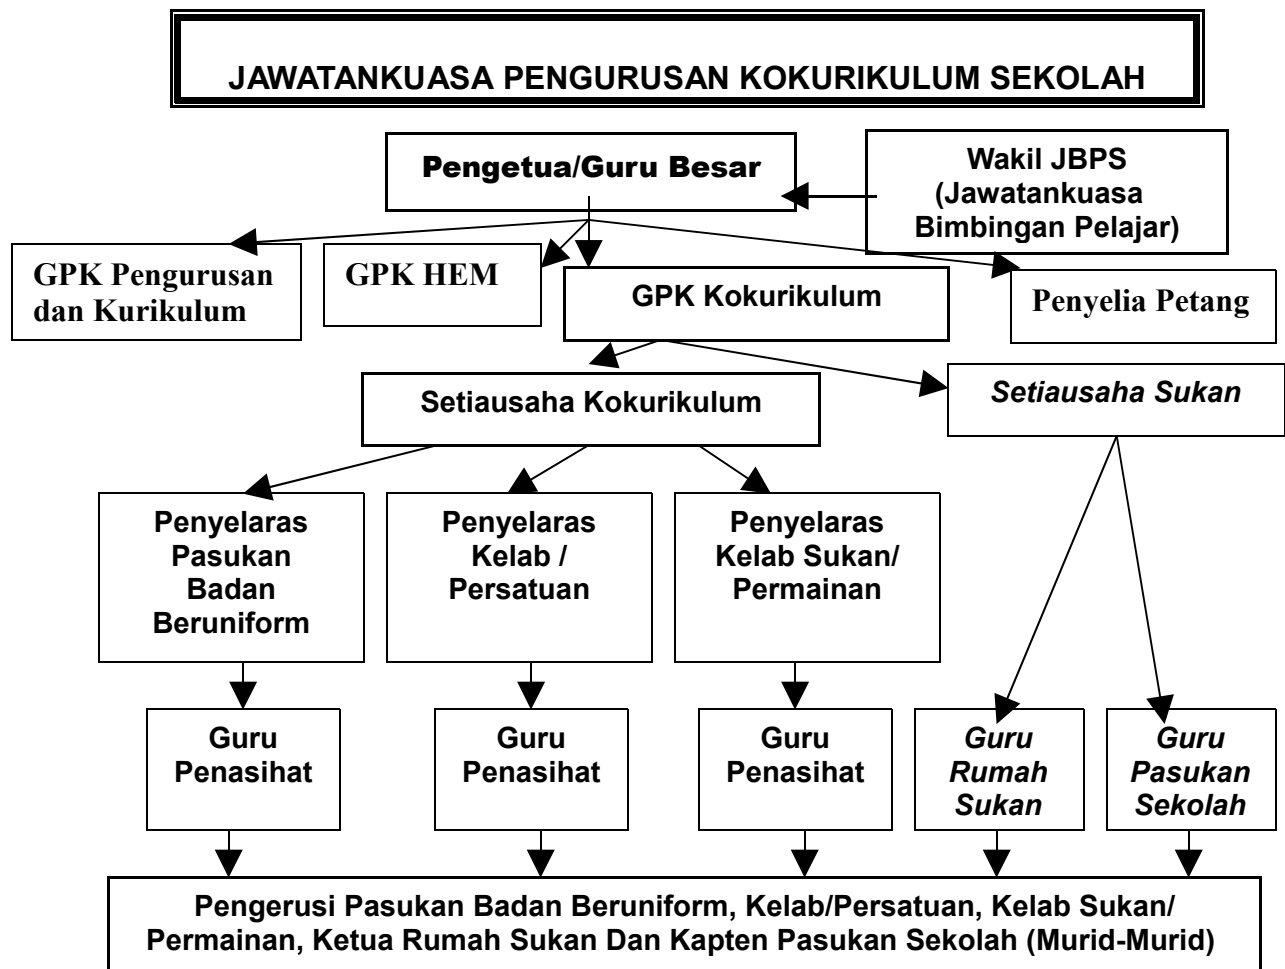 JAWATANKUASA PENGURUSAN KOKURIKULUM SEKOLAH
Pengetua/Guru Besar
Wakil JBPS
(Jawatankuasa
Bimbingan Pelajar)
GPK Pengurusan
dan Kurikulum
GPK HEM
GPK Kokurikulum
Penyelia Petang
Setiausaha Kokurikulum
Setiausaha Sukan
Penyelaras
Pasukan
Badan
Beruniform
Penyelaras
Kelab /
Persatuan
Penyelaras
Kelab Sukan/
Permainan
Guru
Penasihat
Guru
Penasihat
Guru
Penasihat
Guru
Rumah
Sukan
Guru
Pasukan
Sekolah
Pengerusi Pasukan Badan Beruniform, Kelab/Persatuan, Kelab Sukan/
Permainan, Ketua Rumah Sukan Dan Kapten Pasukan Sekolah (Murid-Murid)